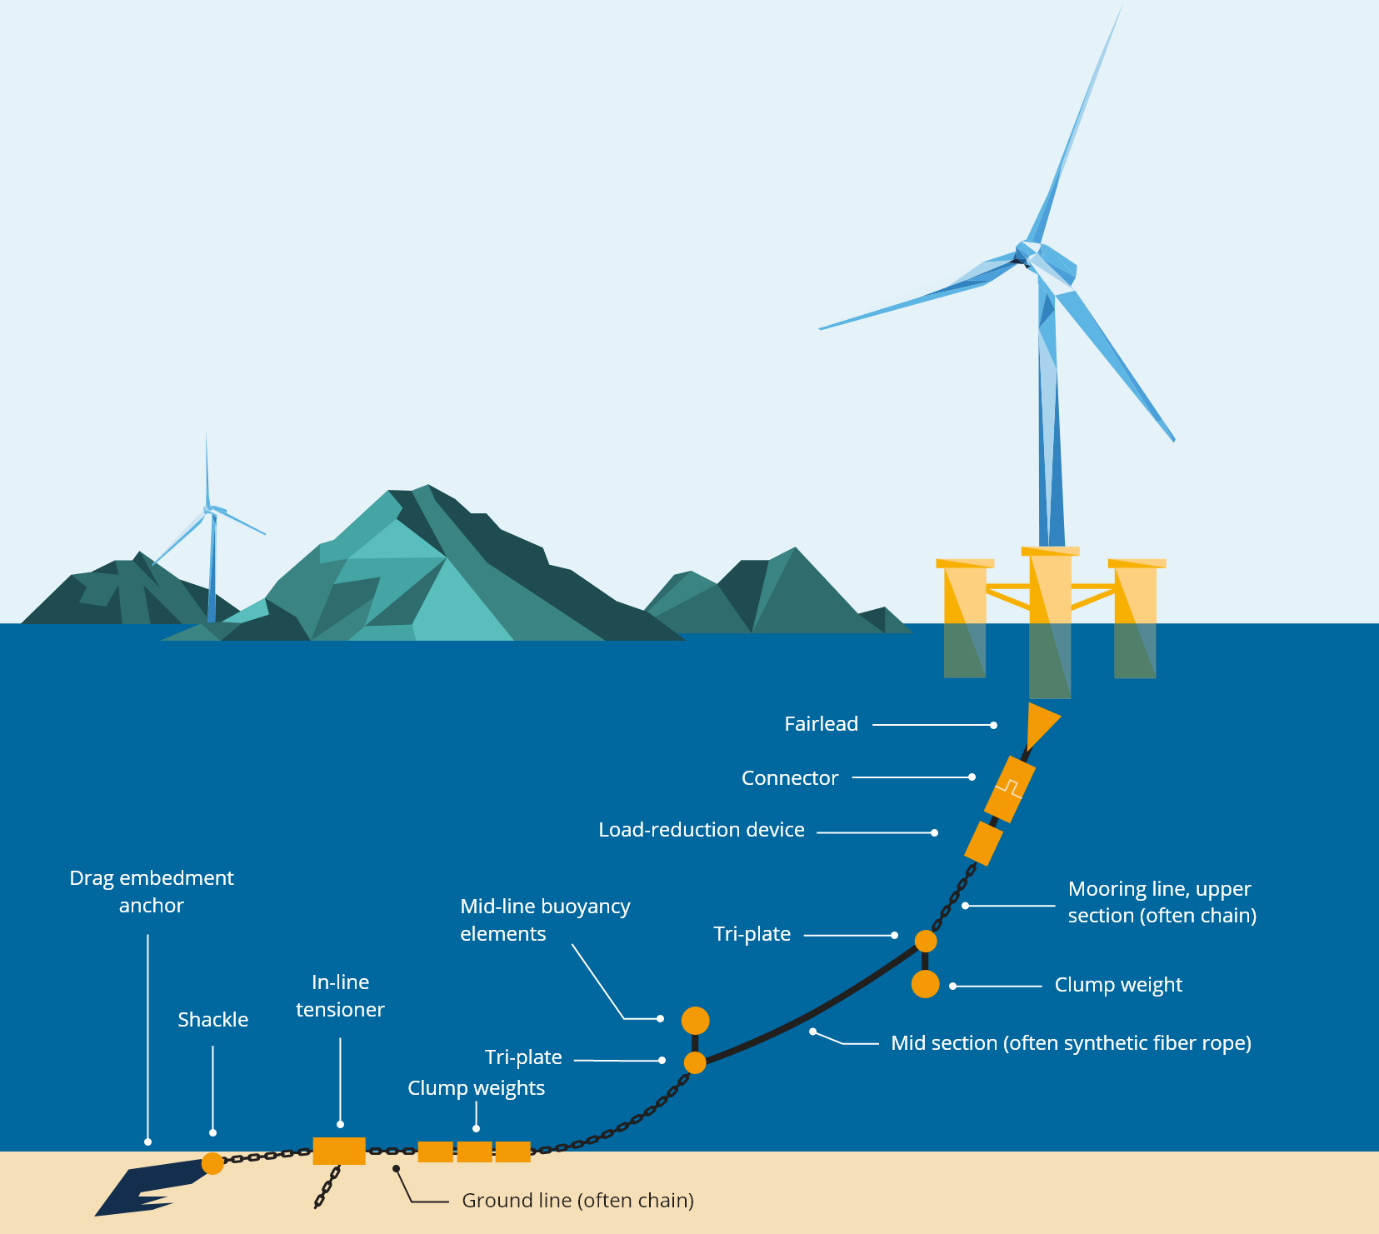 Fairlead
Connector
Load-reduction device
Drag embedment
anchor
Mid-line buoyancy
elements
Mooring line, upper
section (often chain)
Tri-plate
In-line
tensioner
Clump weight
Shackle
Mid section (often synthetic fiber rope)
Tri-plate
Clump weights
Ground line (often chain)